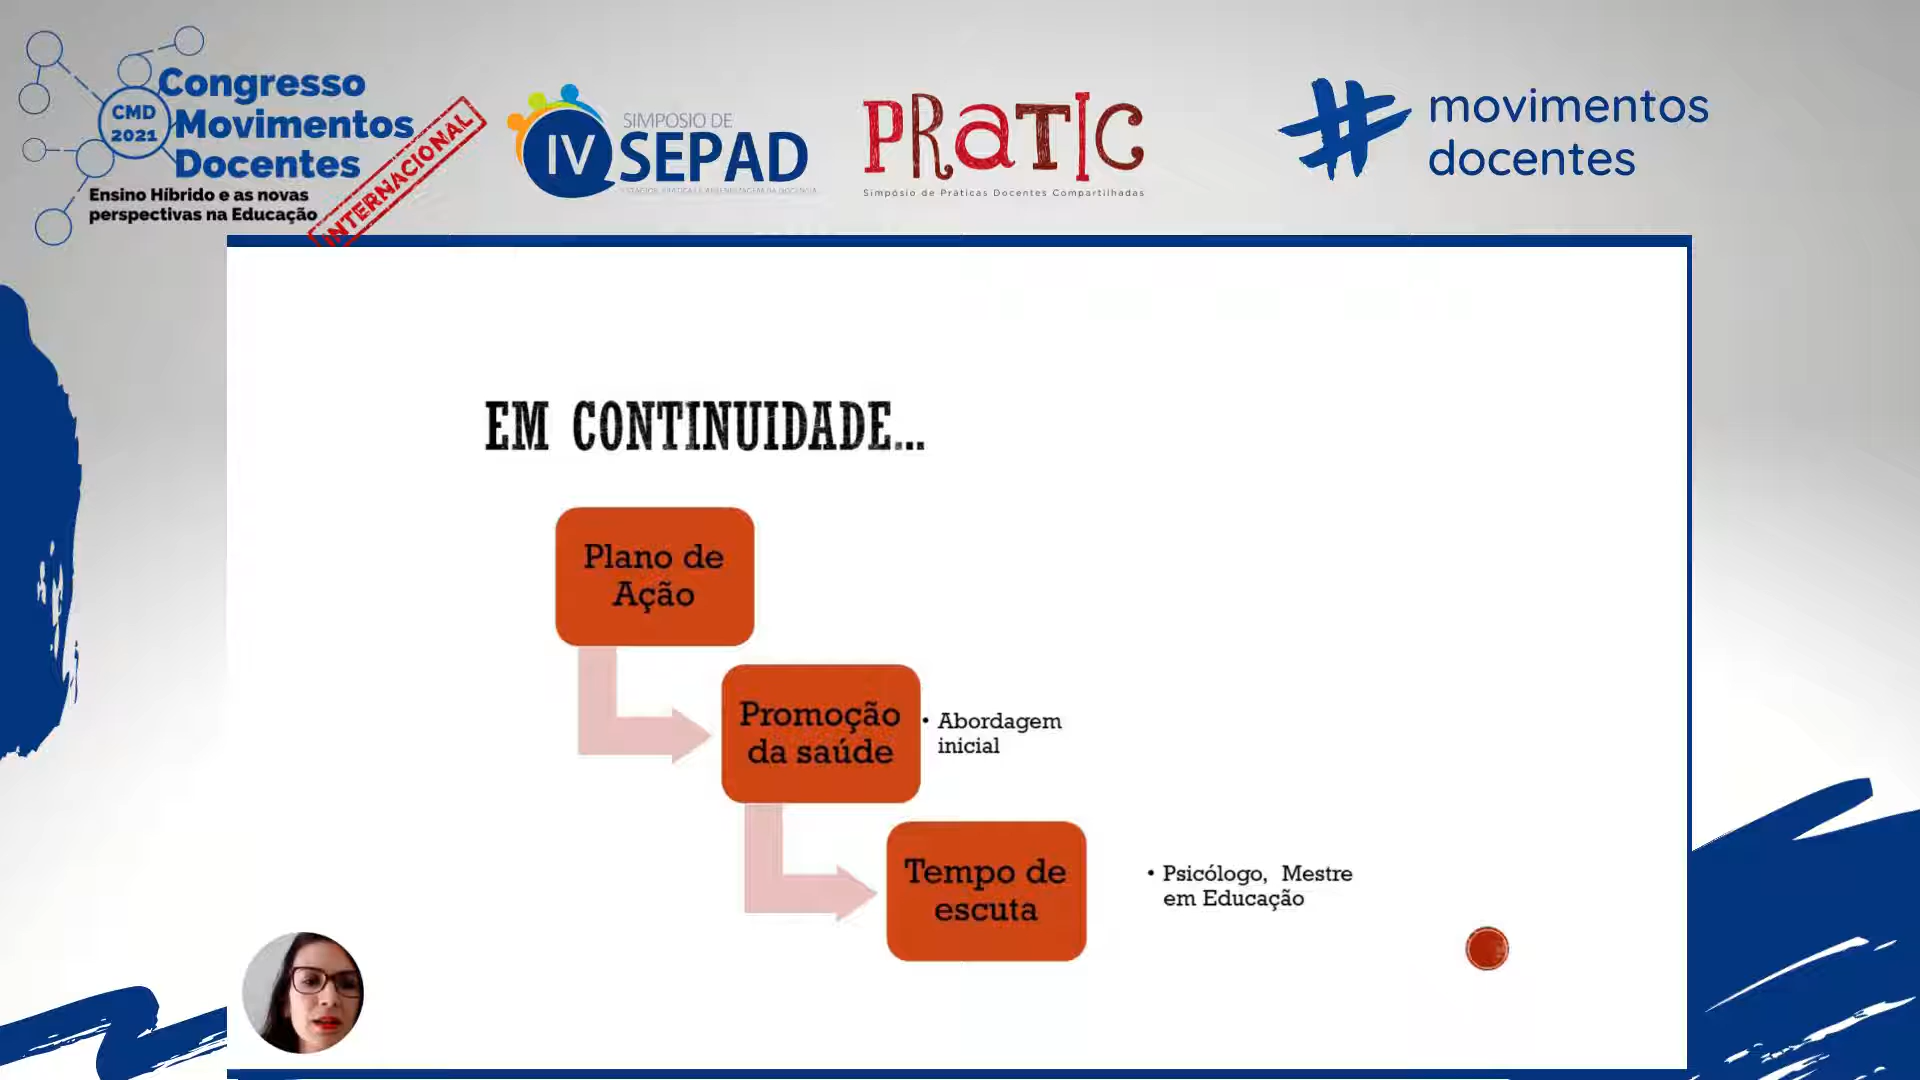 Congresso
Movimentos
Docentes
CMD
2021
Ensino Híbrido e as novas
perspectivas na Educação
INTERNACIONAL
IV
SIMPÓSIO DE
SEPAD
PRATIC
Simpósio de Práticas Docentes Compartilhadas
movimentos
docentes
EM CONTINUIDADE...
Plano de
Ação
Promoção
da saúde
• Abordagem
inicial
Tempo de
escuta
• Psicólogo, Mestre
em Educação